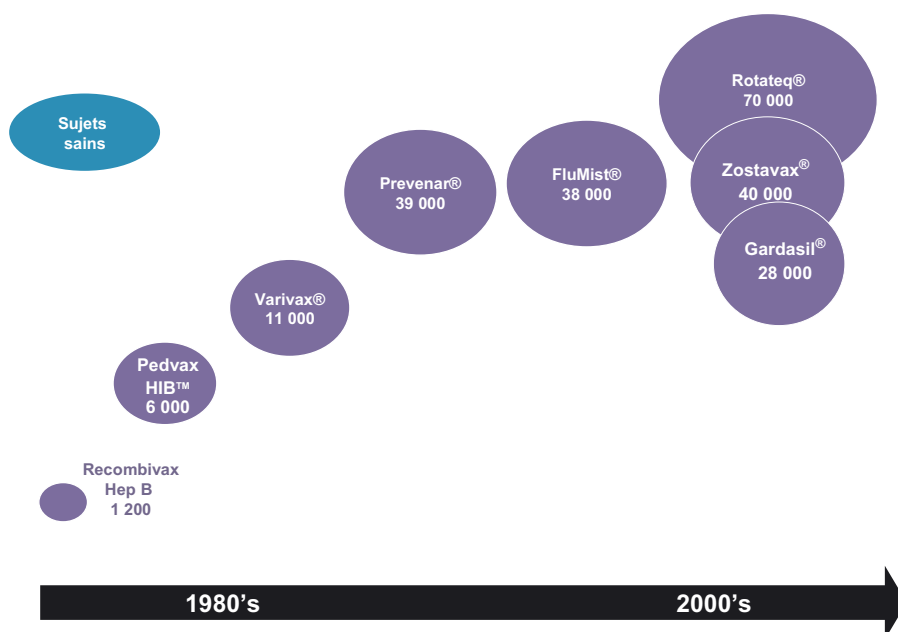 Rotateq®
70 000
Sujets
sains
Zostavax®
40 000
Prevenar®
39 000
FluMist®
38 000
Gardasil®
28 000
Varivax®
11 000
Pedvax
HIB™
6 000
Recombivax
Hep B
1 200
1980’s
2000’s